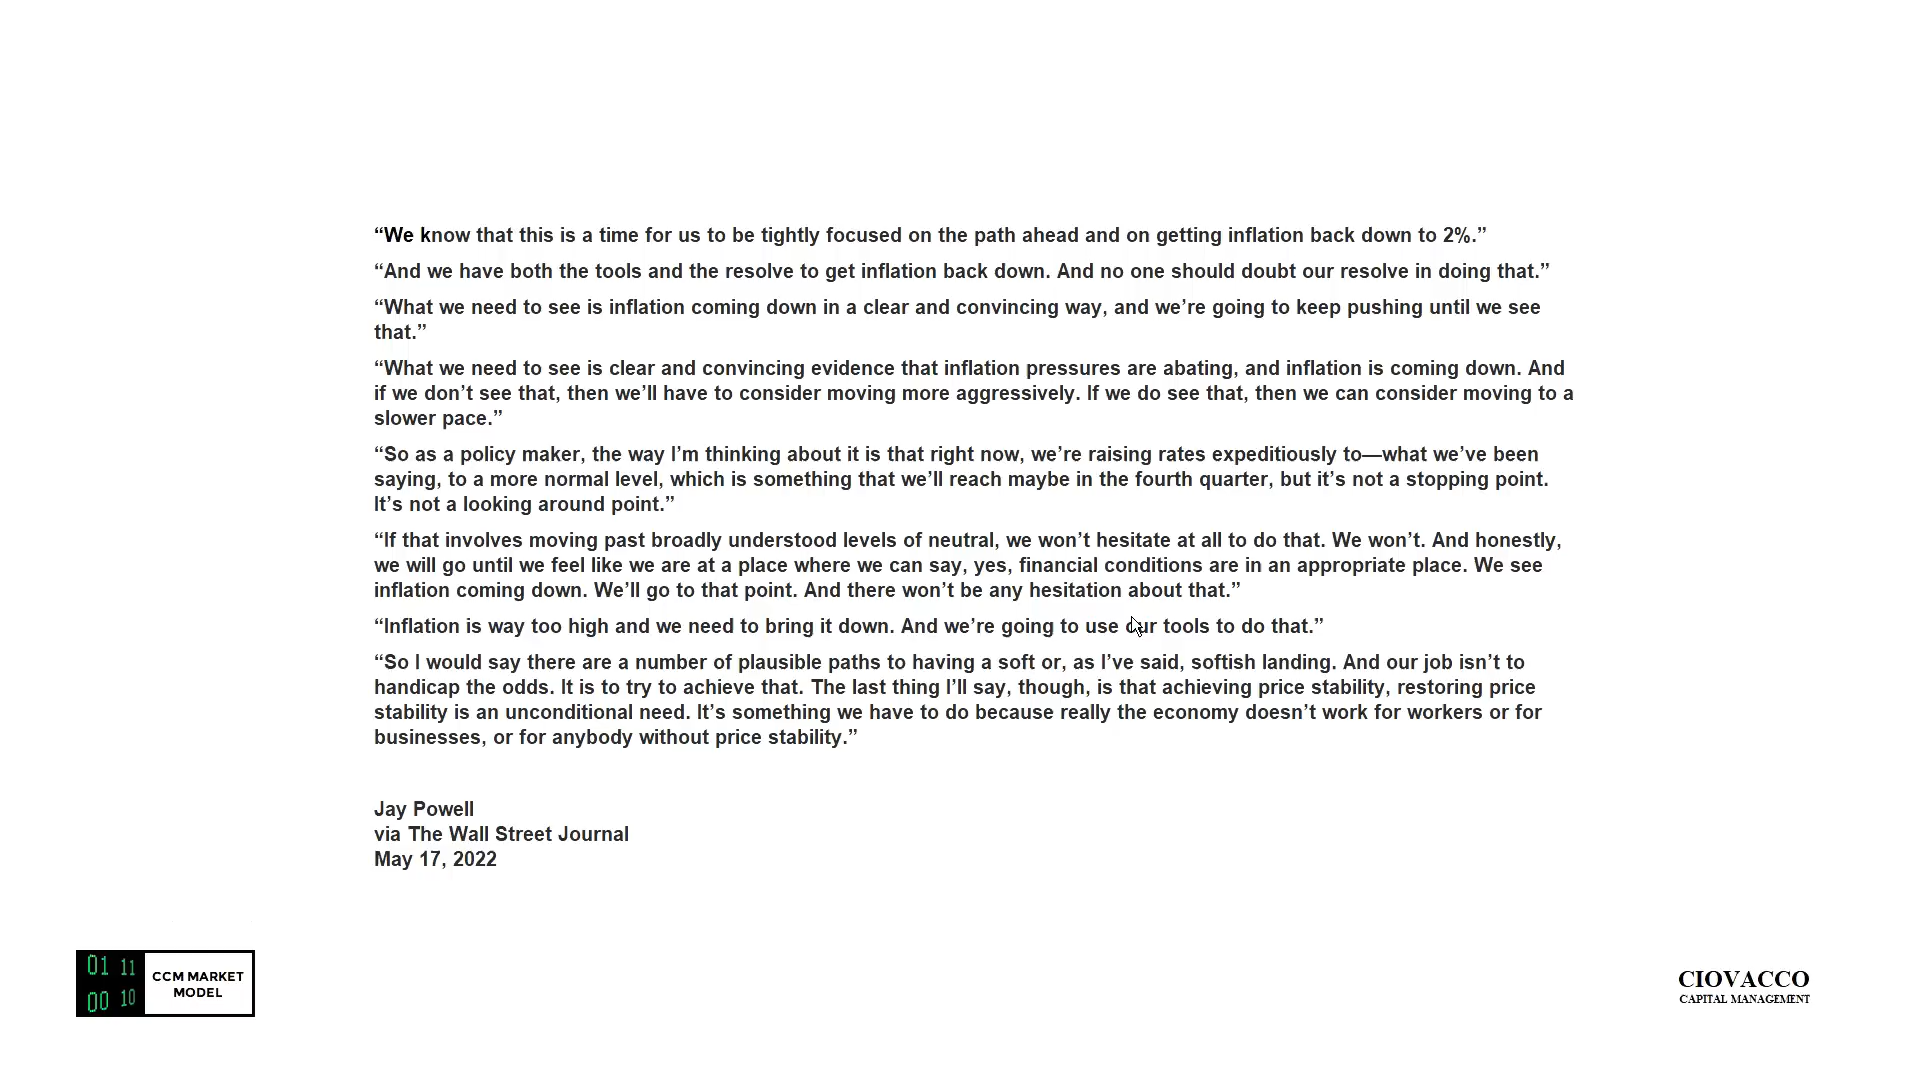 “We know that this is a time for us to be tightly focused on the path ahead and on getting inflation back down to 2%.”
“And we have both the tools and the resolve to get inflation back down. And no one should doubt our resolve in doing that.”
“What we need to see is inflation coming down in a clear and convincing way, and we’re going to keep pushing until we see
that.”
“What we need to see is clear and convincing evidence that inflation pressures are abating, and inflation is coming down. And
if we don’t see that, then we’ll have to consider moving more aggressively. If we do see that, then we can consider moving to a
slower pace.”
“So as a policy maker, the way I’m thinking about it is that right now, we’re raising rates expeditiously to—what we’ve been
saying, to a more normal level, which is something that we’ll reach maybe in the fourth quarter, but it’s not a stopping point.
It’s not a looking around point.”
“If that involves moving past broadly understood levels of neutral, we won’t hesitate at all to do that. We won’t. And honestly,
we will go until we feel like we are at a place where we can say, yes, financial conditions are in an appropriate place. We see
inflation coming down. We’ll go to that point. And there won’t be any hesitation about that.”
“Inflation is way too high and we need to bring it down. And we’re going to use our tools to do that.”
“So I would say there are a number of plausible paths to having a soft or, as I’ve said, softish landing. And our job isn’t to
handicap the odds. It is to try to achieve that. The last thing I’ll say, though, is that achieving price stability, restoring price
stability is an unconditional need. It’s something we have to do because really the economy doesn’t work for workers or for
businesses, or for anybody without price stability.”
Jay Powell
via The Wall Street Journal
May 17, 2022
01 11
00 10
CCM MARKET
MODEL
CIOVACCO
CAPITAL MANAGEMENT